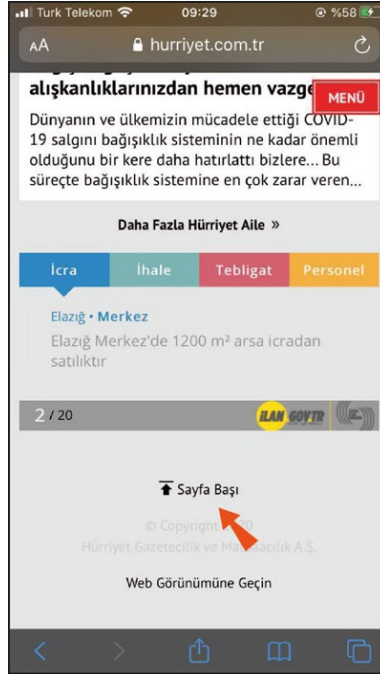 Turk Telekom 09:29 %58
AA hurriyet.com.tr
alışkanlıklarınızdan hemen vazge
MENÜ
Dünyanın ve ülkemizin mücadele ettiği COVID-
19 salgını bağışıklık sisteminin ne kadar önemli
olduğunu bir kere daha hatırlattı bizlere... Bu
süreçte bağışıklık sistemine en çok zarar veren...
Daha Fazla Hürriyet Aile »
İcra İhale Tebligat Personel
Elazığ • Merkez
Elazığ Merkez'de 1200 m² arsa icradan
satılıktır
2 / 20 iLAN GOV.TR
Sayfa Başı
© Copyright 2020
Hürriyet Gazetecilik ve Matbaacılık A.Ş.
Web Görünümüne Geçin